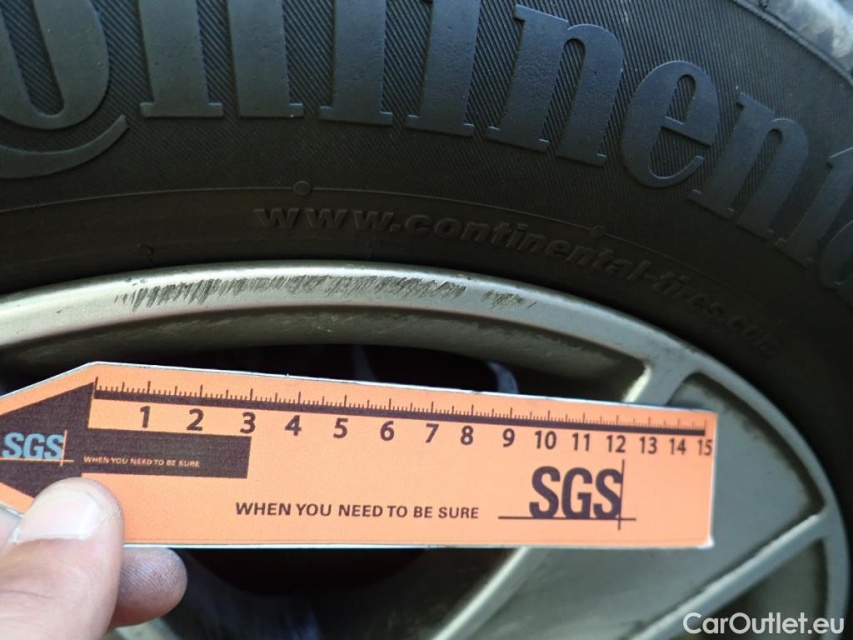 Continent
www.continental-tires.com
1 2 3 4 5 6 7 8 9 10 11 12 13 14 15
SGS
WHEN YOU NEED TO BE SURE
SGS
WHEN YOU NEED TO BE SURE
CarOutlet.eu